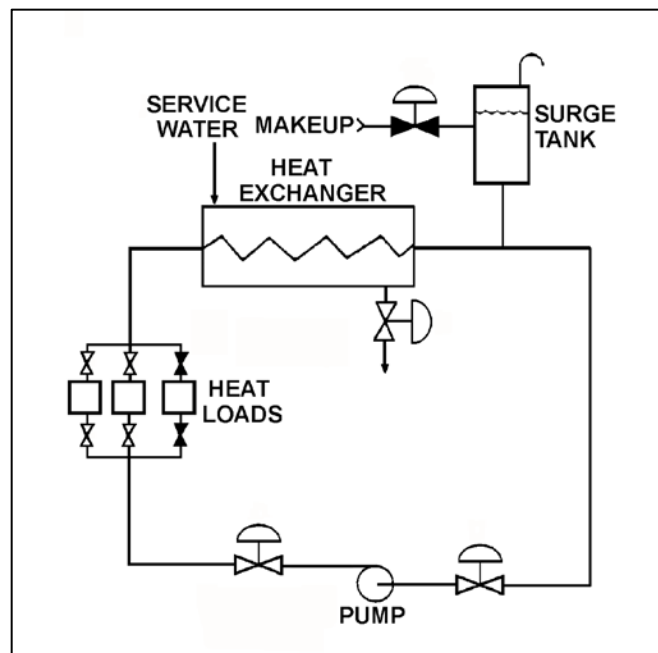 SERVICE
WATER
MAKEUP
SURGE
TANK
HEAT
EXCHANGER
HEAT
LOADS
PUMP